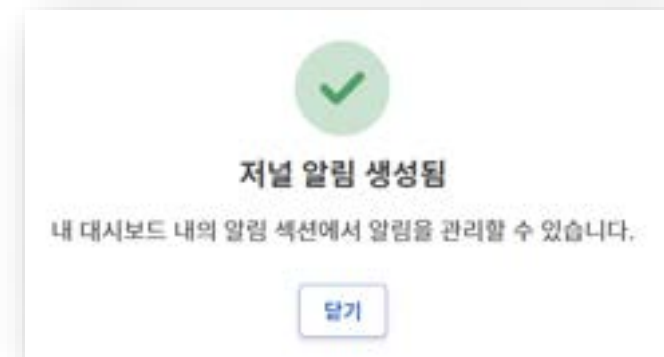 저널 알림 생성됨
내 대시보드 내의 알림 섹션에서 알림을 관리할 수 있습니다.
닫기